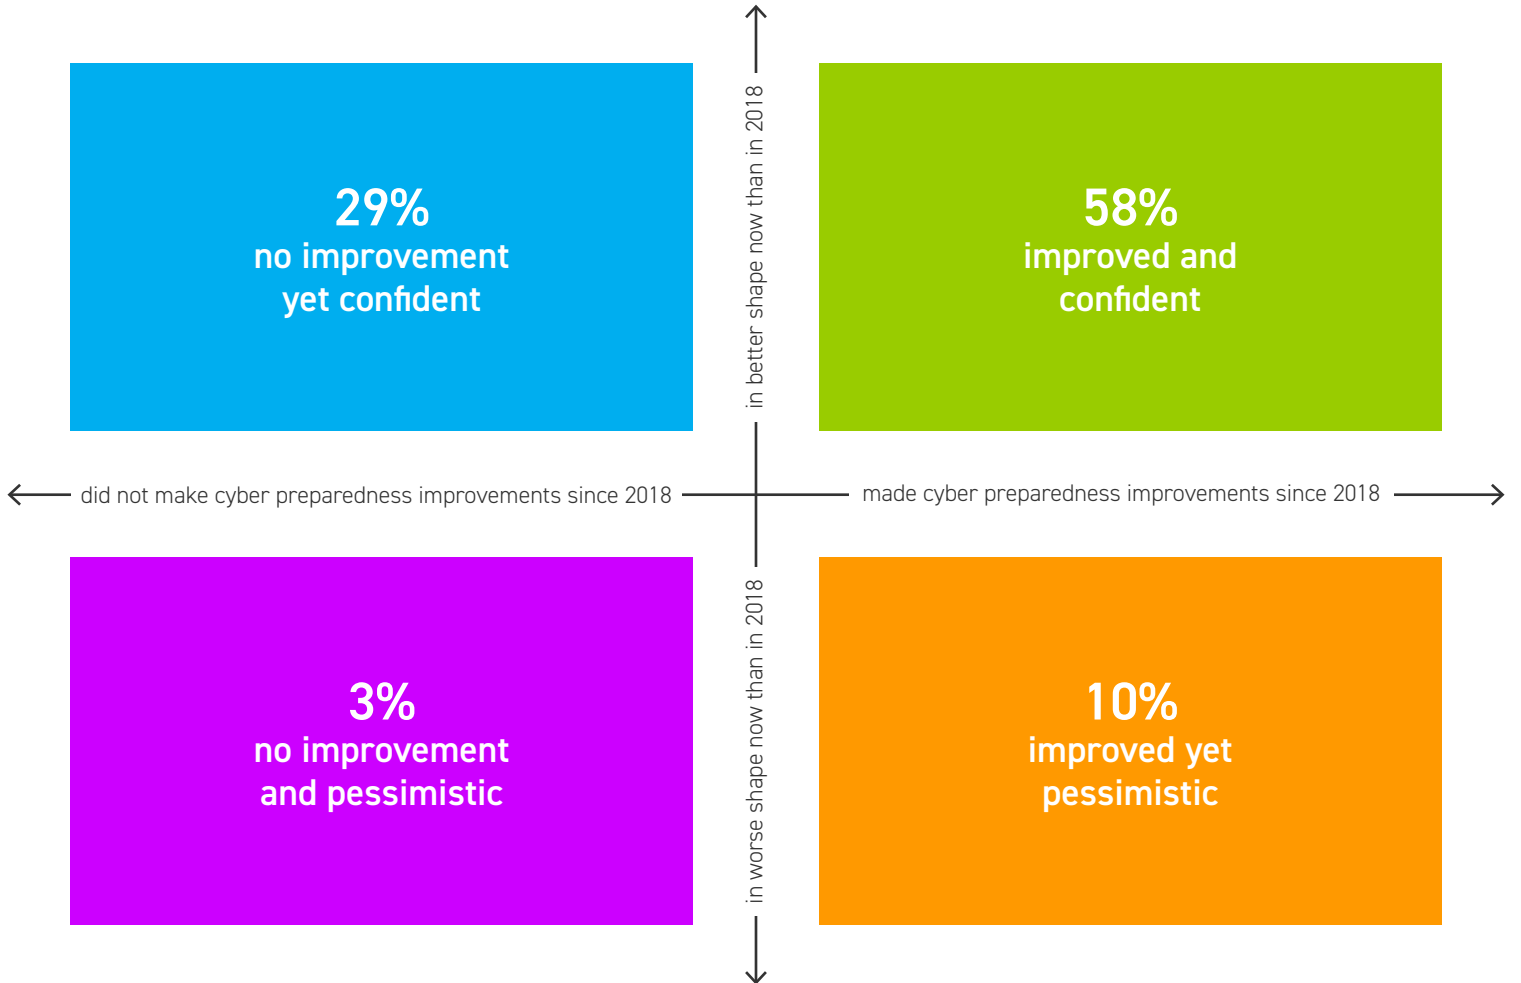 in better shape now than in 2018
29%
no improvement
yet confident
58%
improved and
confident
did not make cyber preparedness improvements since 2018
made cyber preparedness improvements since 2018
in worse shape now than in 2018
3%
no improvement
and pessimistic
10%
improved yet
pessimistic